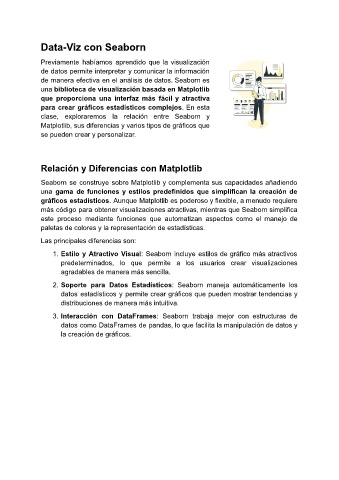 Data-Viz con Seaborn
Previamente habíamos aprendido que la visualización
de datos permite interpretar y comunicar la información
de manera efectiva en el análisis de datos. Seaborn es
una biblioteca de visualización basada en Matplotlib
que proporciona una interfaz más fácil y atractiva
para crear gráficos estadísticos complejos. En esta
clase, exploraremos la relación entre Seaborn y
Matplotlib, sus diferencias y varios tipos de gráficos que
se pueden crear y personalizar.
Relación y Diferencias con Matplotlib
Seaborn se construye sobre Matplotlib y complementa sus capacidades añadiendo
una gama de funciones y estilos predefinidos que simplifican la creación de
gráficos estadísticos. Aunque Matplotlib es poderoso y flexible, a menudo requiere
más código para obtener visualizaciones atractivas, mientras que Seaborn simplifica
este proceso mediante funciones que automatizan aspectos como el manejo de
paletas de colores y la representación de estadísticas.
Las principales diferencias son:
1. Estilo y Atractivo Visual: Seaborn incluye estilos de gráfico más atractivos
predeterminados, lo que permite a los usuarios crear visualizaciones
agradables de manera más sencilla.
2. Soporte para Datos Estadísticos: Seaborn maneja automáticamente los
datos estadísticos y permite crear gráficos que pueden mostrar tendencias y
distribuciones de manera más intuitiva.
3. Interacción con DataFrames: Seaborn trabaja mejor con estructuras de
datos como DataFrames de pandas, lo que facilita la manipulación de datos y
la creación de gráficos.